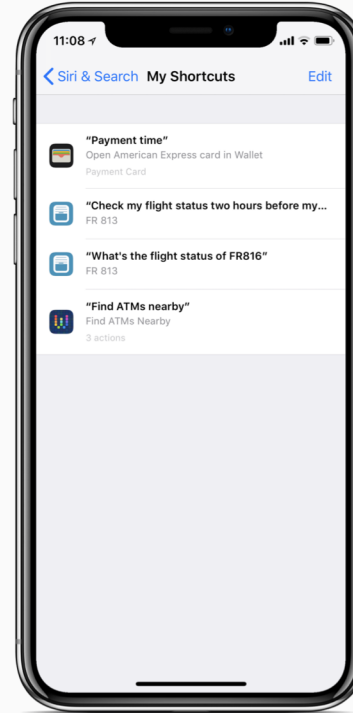 11:08
Siri & Search My Shortcuts Edit
“Payment time”
Open American Express card in Wallet
Payment Card
“Check my flight status two hours before my...
FR 813
“What's the flight status of FR816”
FR 813
“Find ATMs nearby”
Find ATMs Nearby
3 actions